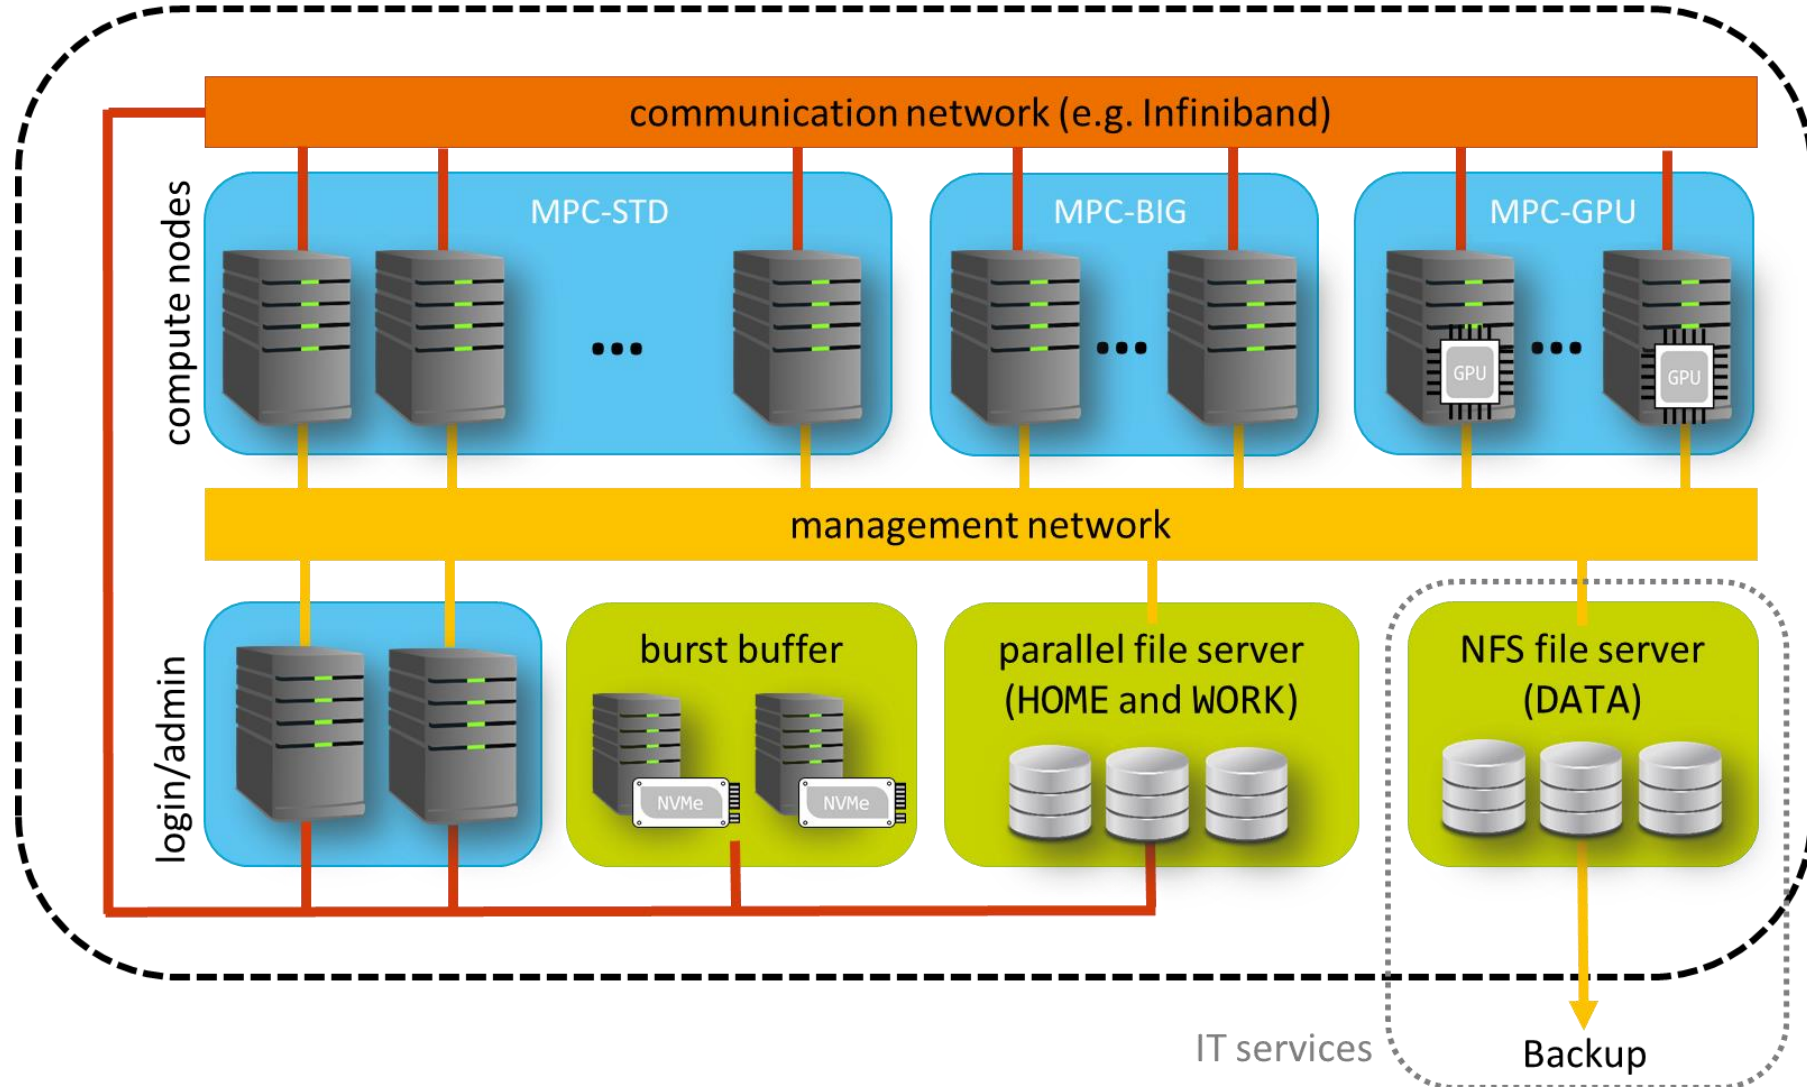 communication network (e.g. Infiniband)
compute nodes
MPC-STD
MPC-BIG
MPC-GPU
GPU
GPU
management network
login/admin
burst buffer
NVMe
NVMe
parallel file server
(HOME and WORK)
NFS file server
(DATA)
IT services
Backup